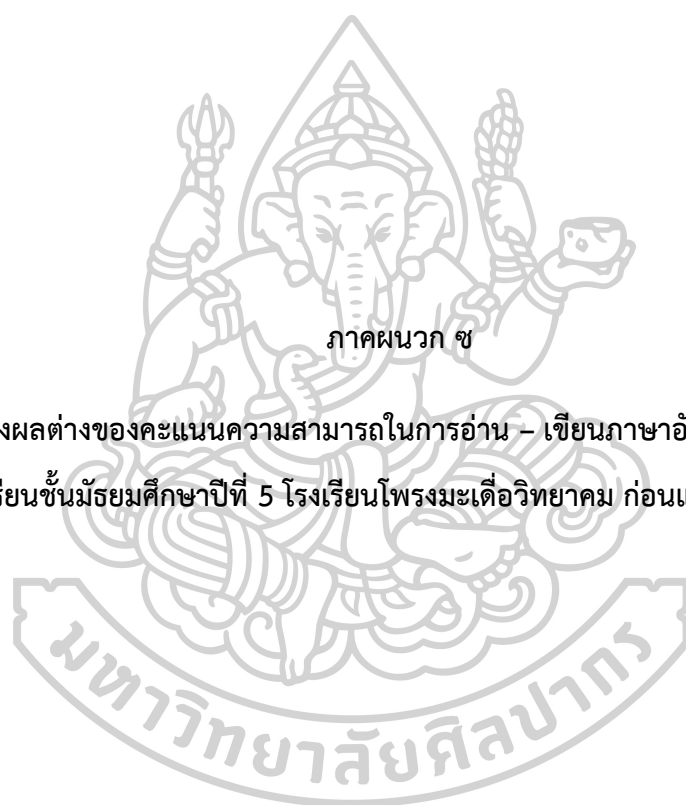 ภาคผนวก ซ
งผลต่างของคะแนนความสามารถในการอ่าน – เขียนภาษาอั
รียนชั้นมัธยมศึกษาปีที่ 5 โรงเรียนโพรงมะเดื่อวิทยาคม ก่อนแ
มหาวิทยาลัยศิลปากร